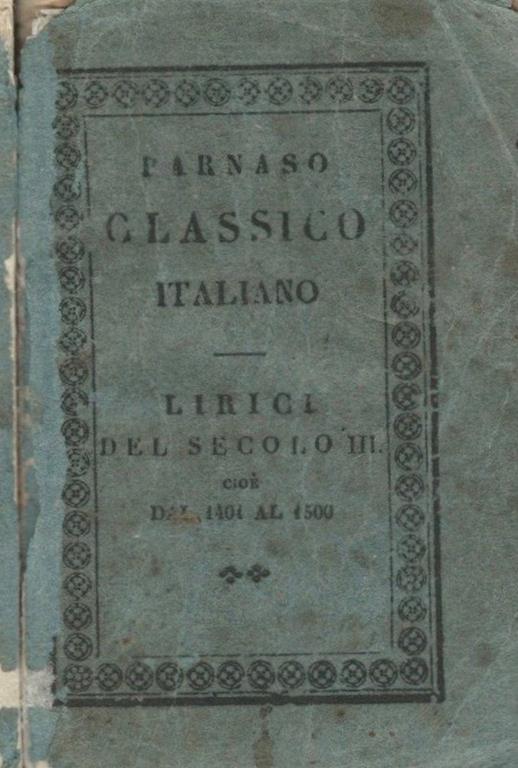 PARNASO
CLASSICO
ITALIANO
LIRICI
DEL SECOLO III.
CIOÈ
DAL 1401 AL 1500